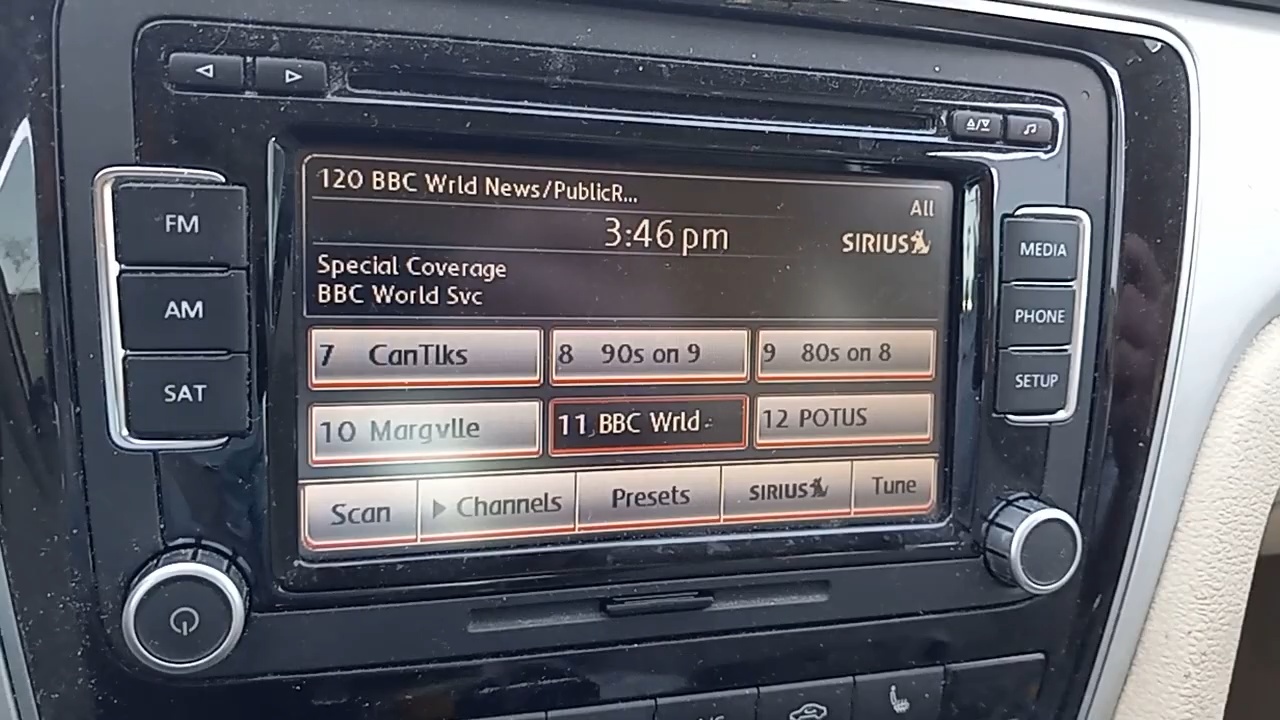 120 BBC Wrld News/PublicR...
All
3:46 pm
SIRIUS
Special Coverage
BBC World Svc
FM
AM
SAT
MEDIA
PHONE
SETUP
7 CanTlks
8 90s on 9
9 80s on 8
10 Margvlle
11 BBC Wrld
12 POTUS
Scan
Channels
Presets
SIRIUS
Tune